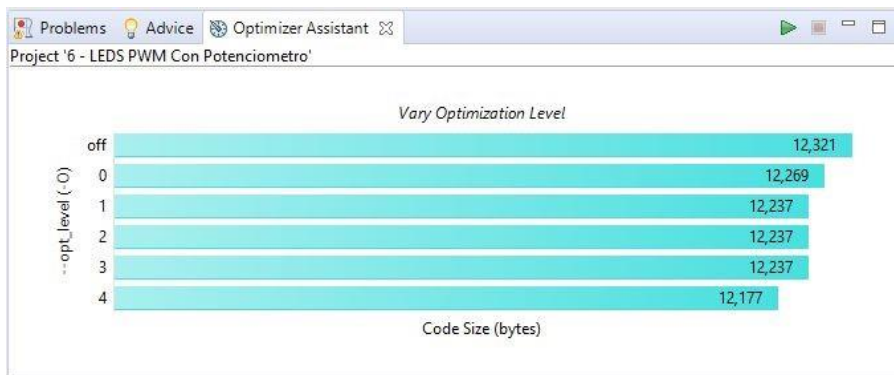 Problems Advice Optimizer Assistant
Project '6 - LEDS PWM Con Potenciometro'
Vary Optimization Level
--opt_level (-O)
off 12,321
0 12,269
1 12,237
2 12,237
3 12,237
4 12,177
Code Size (bytes)